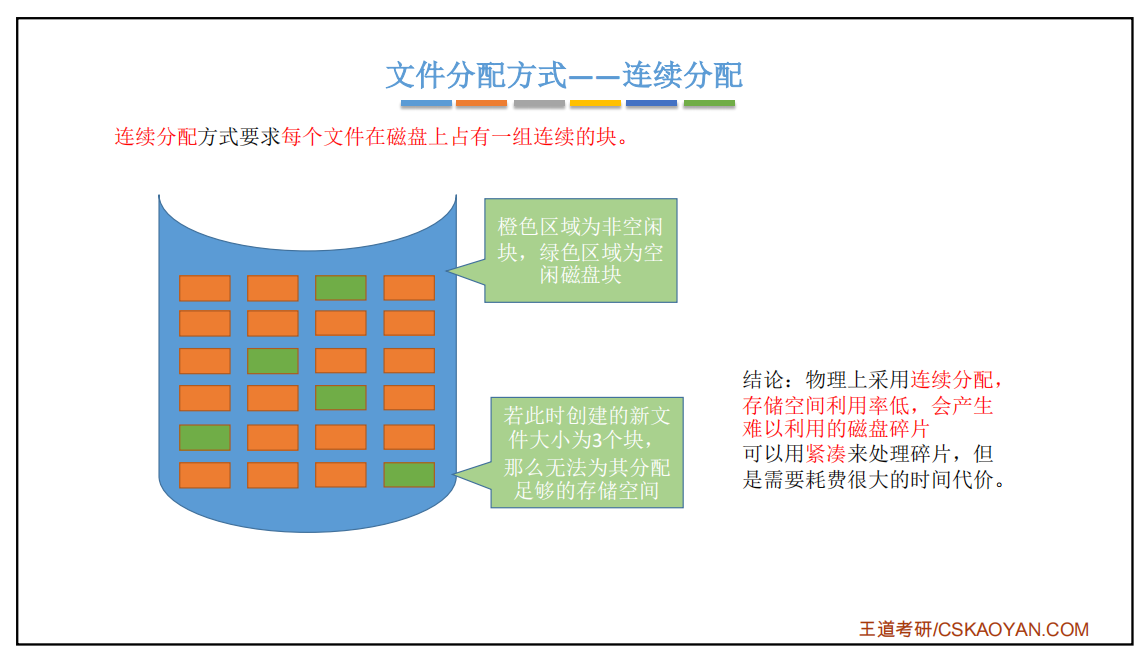 文件分配方式——连续分配
连续分配方式要求每个文件在磁盘上占有一组连续的块。
橙色区域为非空闲
块，绿色区域为空
闲磁盘块
若此时创建的新文
件大小为3个块，
那么无法为其分配
足够的存储空间
结论：物理上采用连续分配，
存储空间利用率低，会产生
难以利用的磁盘碎片
可以用紧凑来处理碎片，但
是需要耗费很大的时间代价。
王道考研/CSKAOYAN.COM